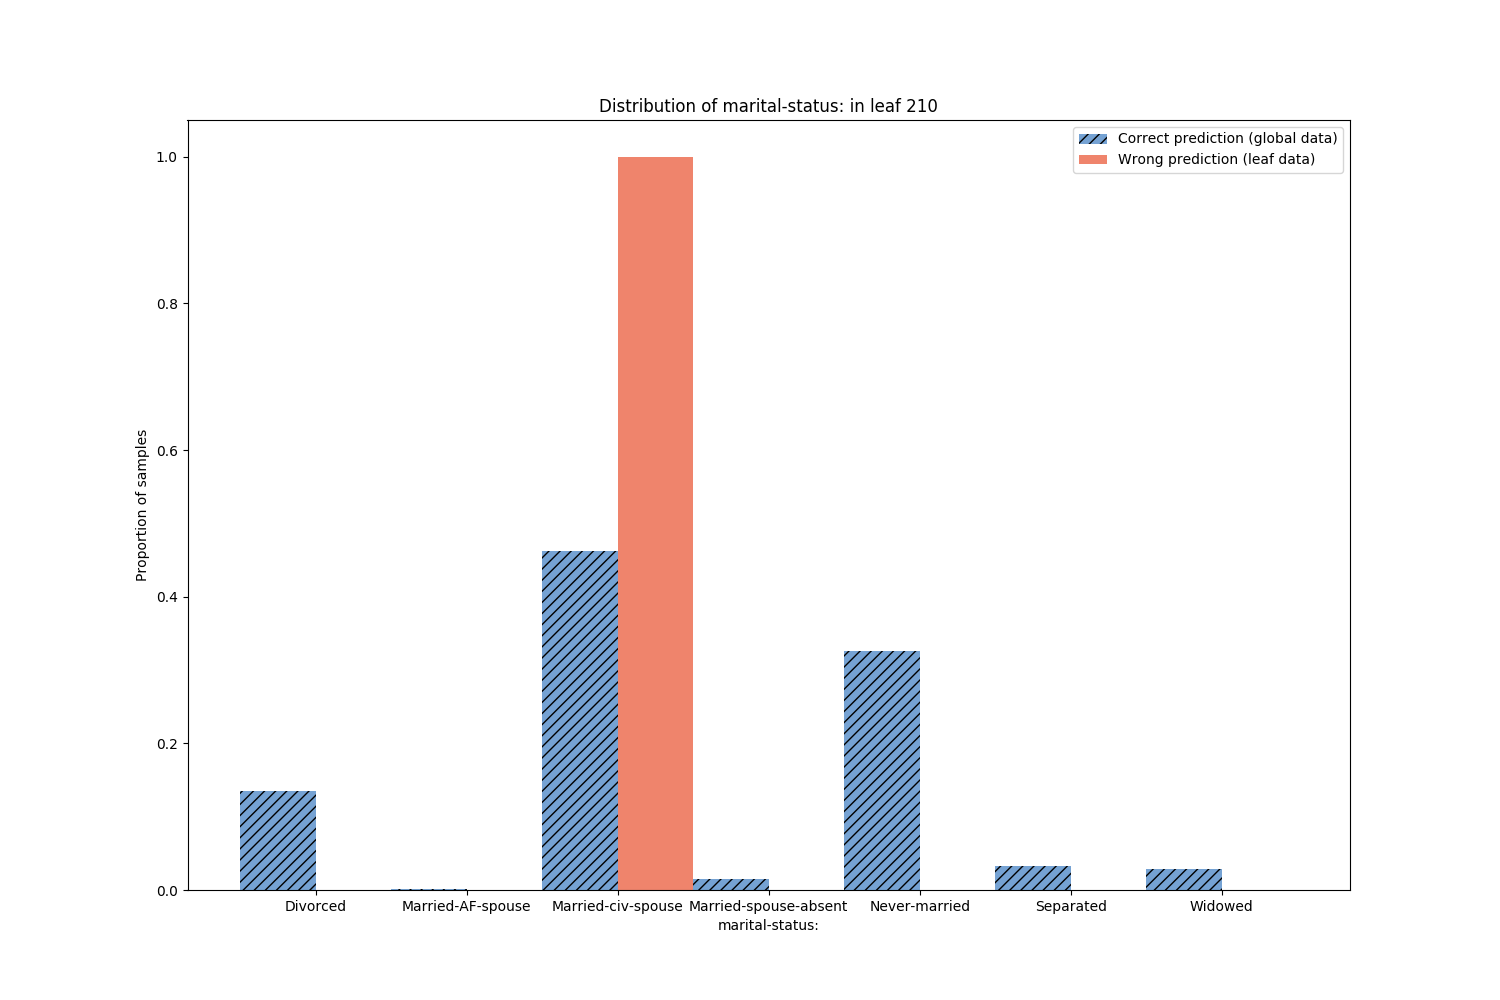 Distribution of marital-status: in leaf 210
Correct prediction (global data)
Wrong prediction (leaf data)
1.0
0.8
0.6
0.4
0.2
0.0
Proportion of samples
Divorced Married-AF-spouse Married-civ-spouse Married-spouse-absent Never-married Separated Widowed
marital-status: